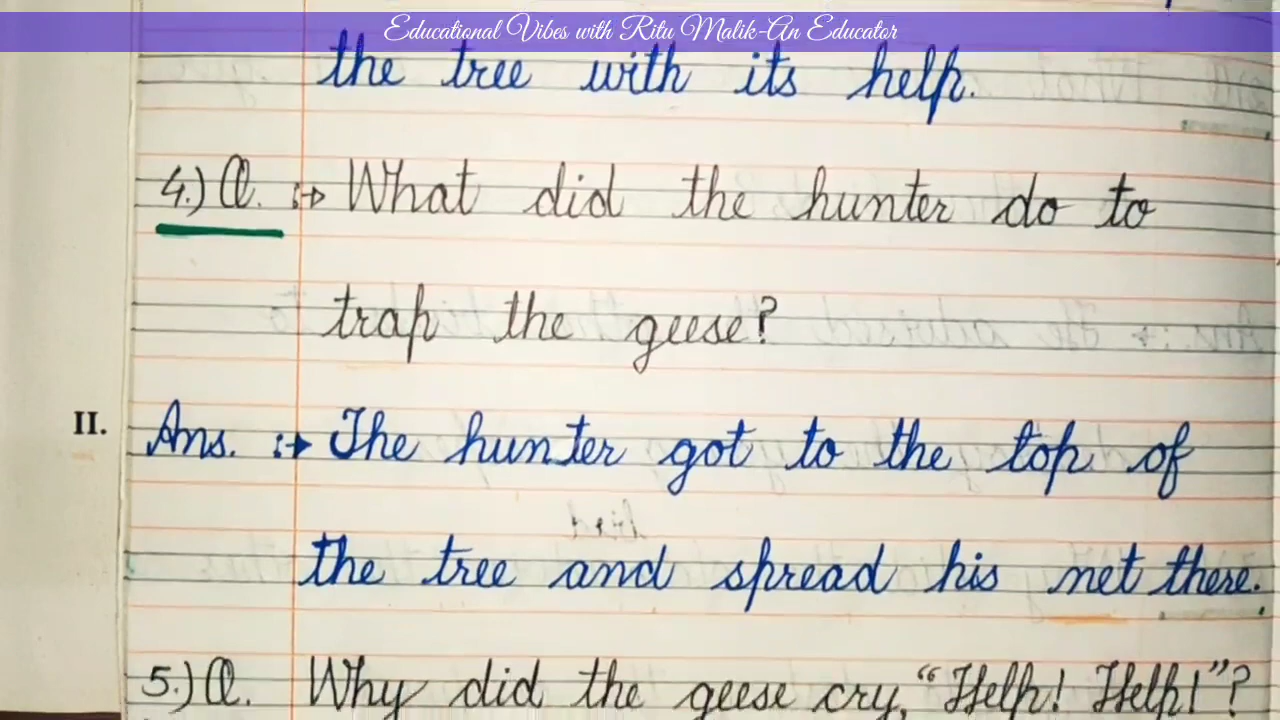 Educational Vibes with Ritu Malik-An Educator
the tree with its help.
4.) Q. :→ What did the hunter do to
trap the geese?
II.
Ans. :→ The hunter got to the top of
the tree and spread his net there.
5.) Q. Why did the geese cry, "Help! Help!"?